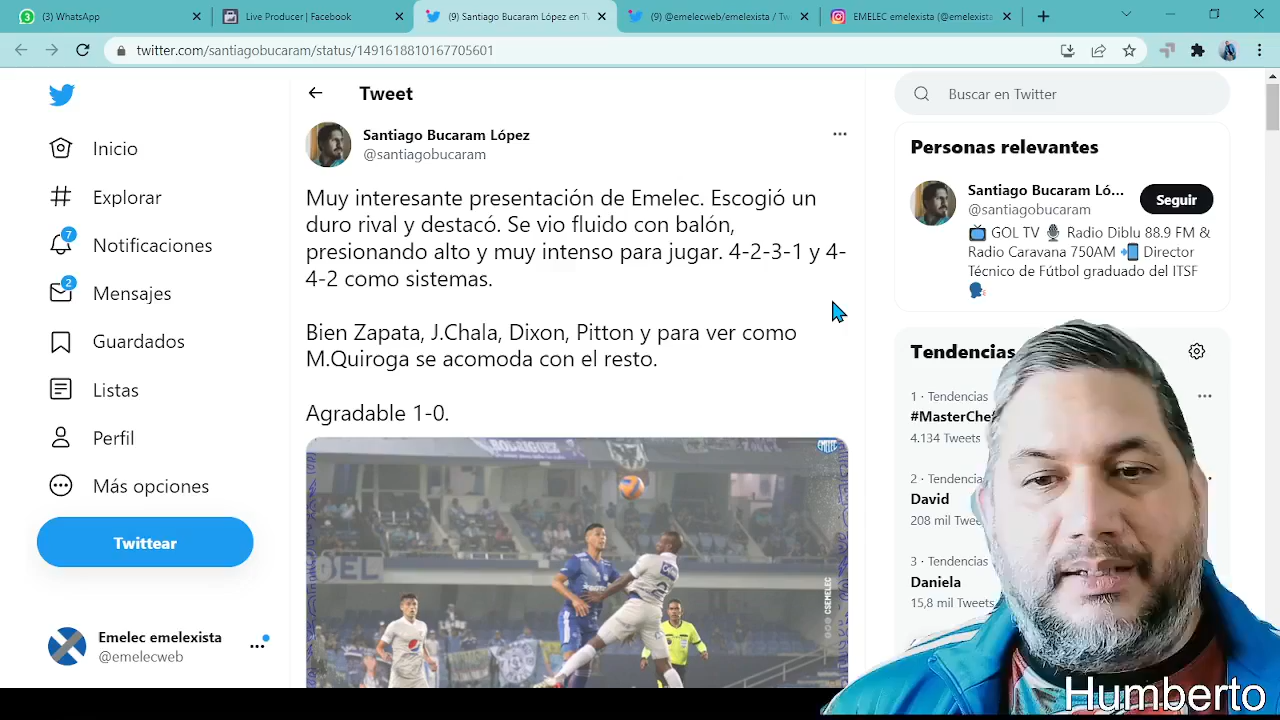 3
(3) WhatsApp
Live Producer | Facebook
(9) Santiago Bucaram López en Tw
(9) @emelecweb/emelexista / Tw
EMELEC emelexista (@emelexista
twitter.com/santiagobucaram/status/1491618810167705601
Inicio
Explorar
7
Notificaciones
2
Mensajes
Guardados
Listas
Perfil
Más opciones
Twittear
Emelec emelexista
@emelecweb
Tweet
Santiago Bucaram López
@santiagobucaram
Muy interesante presentación de Emelec. Escogió un
duro rival y destacó. Se vio fluido con balón,
presionando alto y muy intenso para jugar. 4-2-3-1 y 4-
4-2 como sistemas.
Bien Zapata, J.Chala, Dixon, Pitton y para ver como
M.Quiroga se acomoda con el resto.
Agradable 1-0.
EMELEC
CSEMELEC
Buscar en Twitter
Personas relevantes
Santiago Bucaram Ló...
@santiagobucaram
Seguir
GOL TV Radio Diblu 88.9 FM &
Radio Caravana 750AM Director
Técnico de Fútbol graduado del ITSF
Tendencias
1 · Tendencias
#MasterChe
4.134 Tweets
2 · Tendencia
David
208 mil Twee
3 · Tendencia
Daniela
15,8 mil Tweets
Humberto